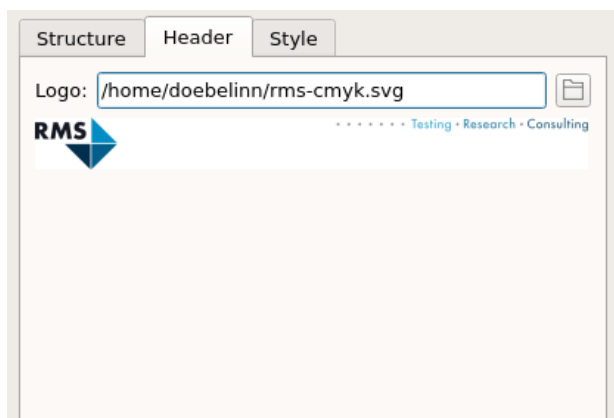 Structure Header Style
Logo: /home/doebelinn/rms-cmyk.svg
RMS
· · · · · · · Testing · Research · Consulting